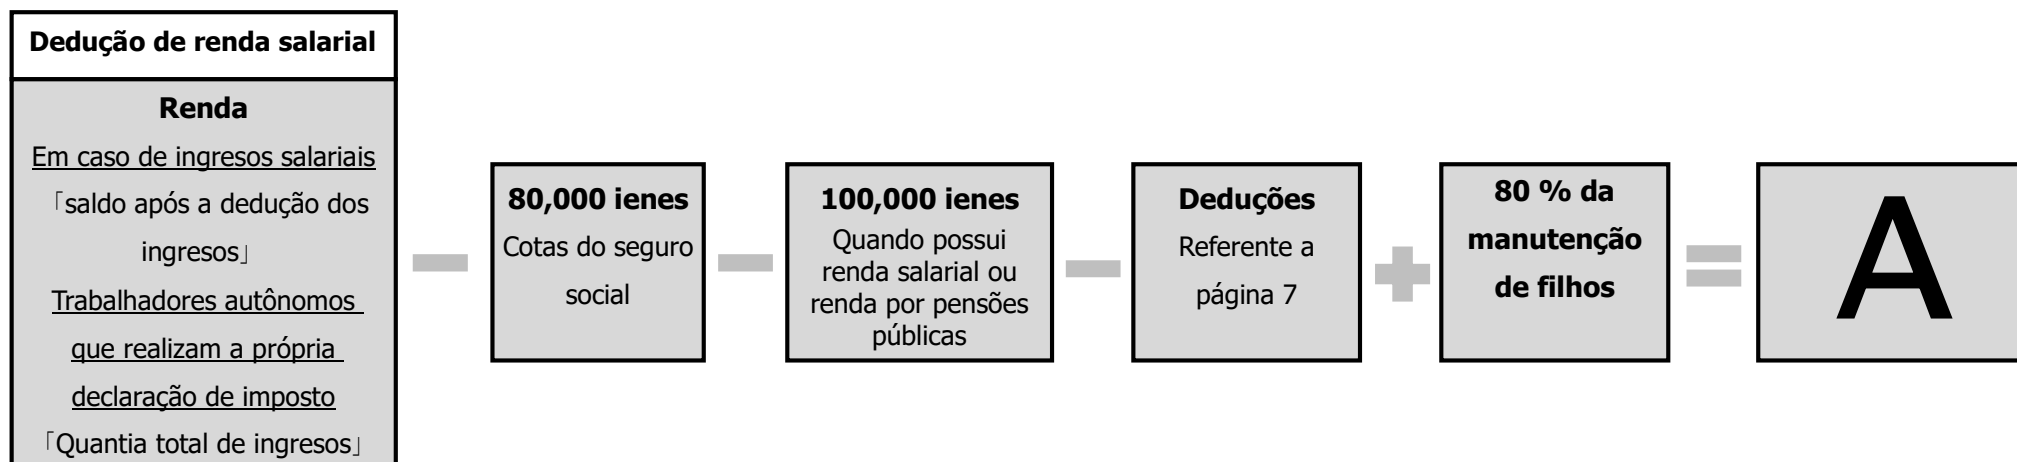 Dedução de renda salarial
Renda
Em caso de ingresos salariais
「saldo após a dedução dos
ingresos」
Trabalhadores autônomos
que realizam a própria
declaração de imposto
「Quantia total de ingresos」
80,000 ienes
Cotas do seguro
social
100,000 ienes
Quando possui
renda salarial ou
renda por pensões
públicas
Deduções
Referente a
página 7
80 % da
manutenção
de filhos
A